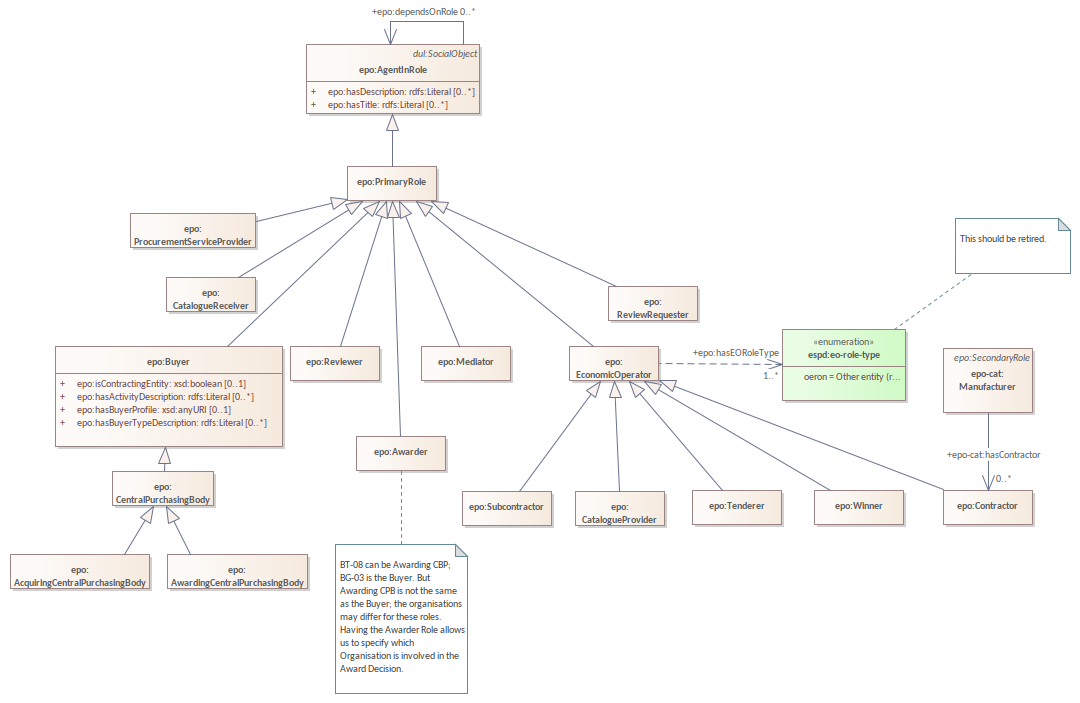 +epo:dependsOnRole 0..*
dul:SocialObject
epo:AgentInRole
+ epo:hasDescription: rdfs:Literal [0..*]
+ epo:hasTitle: rdfs:Literal [0..*]
epo:PrimaryRole
epo:
ProcurementServiceProvider
This should be retired.
epo:
CatalogueReceiver
epo:
ReviewRequester
epo:Buyer
+ epo:isContractingEntity: xsd:boolean [0..1]
+ epo:hasActivityDescription: rdfs:Literal [0..*]
+ epo:hasBuyerProfile: xsd:anyURI [0..1]
+ epo:hasBuyerTypeDescription: rdfs:Literal [0..*]
epo:Reviewer
epo:Mediator
epo:
EconomicOperator
+epo:hasEORoleType
1..*
«enumeration»
espd:eo-role-type
oeron = Other entity (r...
epo:SecondaryRole
epo-cat:
Manufacturer
+epo-cat:hasContractor
0..*
epo:Awarder
epo:
CentralPurchasingBody
epo:Subcontractor
epo:
CatalogueProvider
epo:Tenderer
epo:Winner
epo:Contractor
epo:
AcquiringCentralPurchasingBody
epo:
AwardingCentralPurchasingBody
BT-08 can be Awarding CBP;
BG-03 is the Buyer. But
Awarding CPB is not the same
as the Buyer; the organisations
may differ for these roles.
Having the Awarder Role allows
us to specify which
Organisation is involved in the
Award Decision.